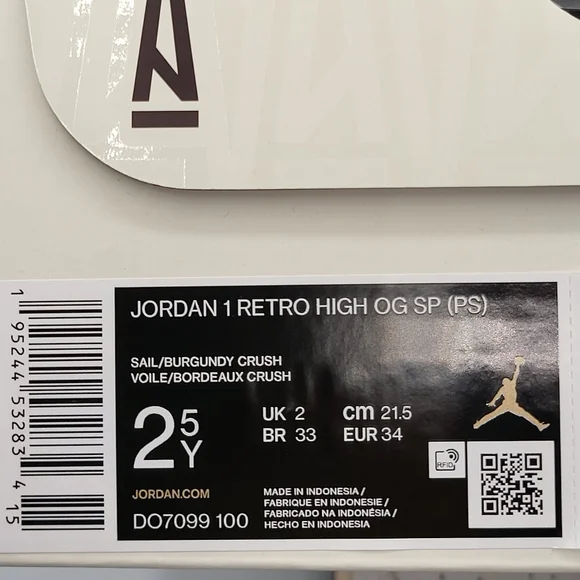 JORDAN 1 RETRO HIGH OG SP (PS)
SAIL/BURGUNDY CRUSH
VOILE/BORDEAUX CRUSH
2 5 Y
UK 2 cm 21.5
BR 33 EUR 34
RFID
JORDAN.COM
DO7099 100
MADE IN INDONESIA /
FABRIQUE EN INDONESIE /
FABRICADO NA INDONÉSIA /
HECHO EN INDONESIA
1 95244 53283 4 15